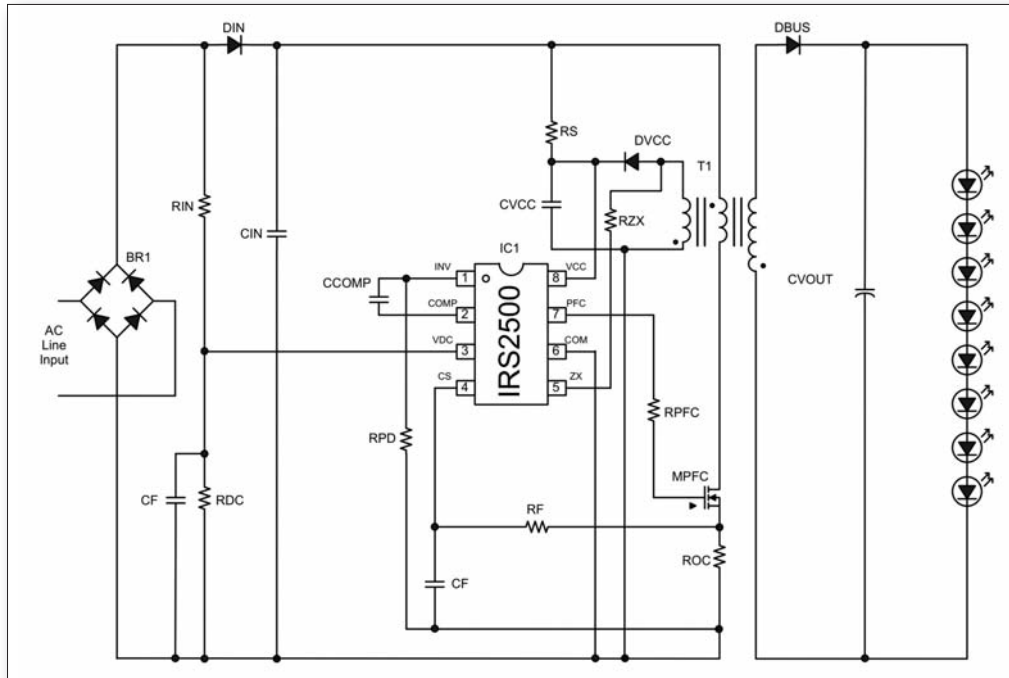 DIN
DBUS
RS
DVCC
T1
RIN
CVCC
RZX
CIN
BR1
IC1
CCOMP
INV
1
8
VCC
CVOUT
COMP
2
7
PFC
AC
Line
Input
VDC
3
6
COM
CS
4
5
ZX
IRS2500
RPFC
RPD
MPFC
CF
RDC
RF
ROC
CF